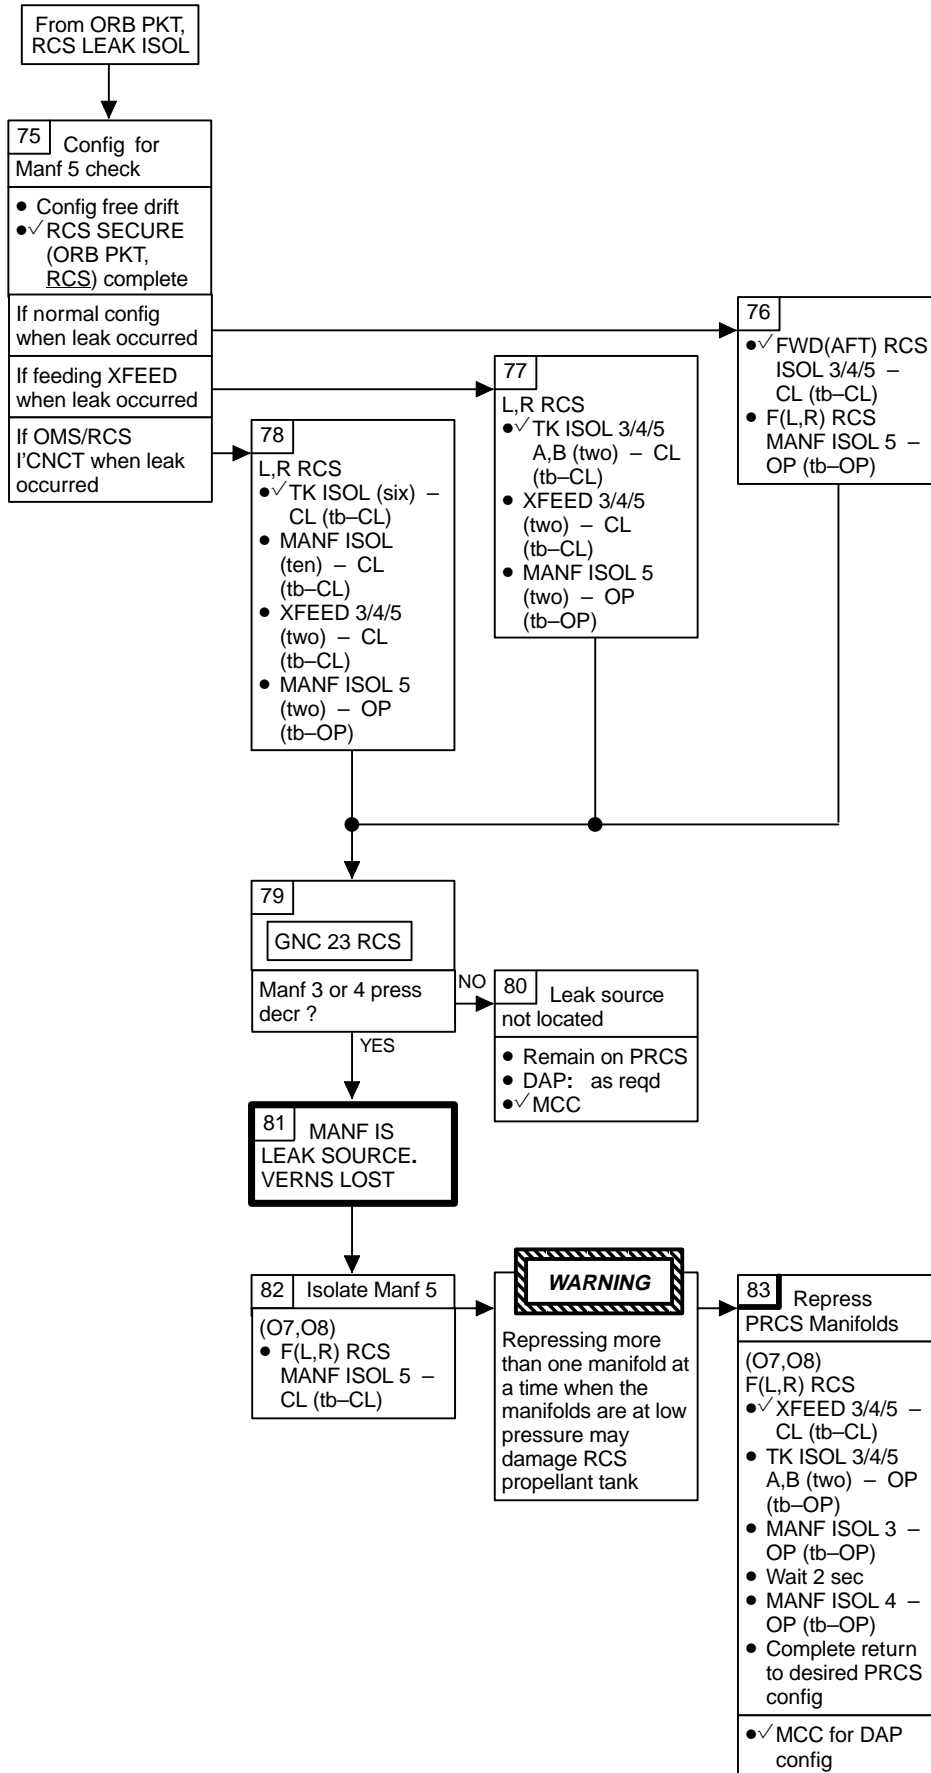 From ORB PKT,
RCS LEAK ISOL
75 Config for
Manf 5 check
• Config free drift
•√RCS SECURE
(ORB PKT,
RCS) complete
If normal config
when leak occurred
If feeding XFEED
when leak occurred
If OMS/RCS
I'CNCT when leak
occurred
76
•√FWD(AFT) RCS
ISOL 3/4/5 –
CL (tb–CL)
• F(L,R) RCS
MANF ISOL 5 –
OP (tb–OP)
77
L,R RCS
•√TK ISOL 3/4/5
A,B (two) – CL
(tb–CL)
• XFEED 3/4/5
(two) – CL
(tb–CL)
• MANF ISOL 5
(two) – OP
(tb–OP)
78
L,R RCS
•√TK ISOL (six) –
CL (tb–CL)
• MANF ISOL
(ten) – CL
(tb–CL)
• XFEED 3/4/5
(two) – CL
(tb–CL)
• MANF ISOL 5
(two) – OP
(tb–OP)
79
GNC 23 RCS
Manf 3 or 4 press
decr ?
NO
YES
80 Leak source
not located
• Remain on PRCS
• DAP: as reqd
•√MCC
81 MANF IS
LEAK SOURCE.
VERNS LOST
82 Isolate Manf 5
(O7,O8)
• F(L,R) RCS
MANF ISOL 5 –
CL (tb–CL)
WARNING
Repressing more
than one manifold at
a time when the
manifolds are at low
pressure may
damage RCS
propellant tank
83 Repress
PRCS Manifolds
(O7,O8)
F(L,R) RCS
•√XFEED 3/4/5 –
CL (tb–CL)
• TK ISOL 3/4/5
A,B (two) – OP
(tb–OP)
• MANF ISOL 3 –
OP (tb–OP)
• Wait 2 sec
• MANF ISOL 4 –
OP (tb–OP)
• Complete return
to desired PRCS
config
•√MCC for DAP
config